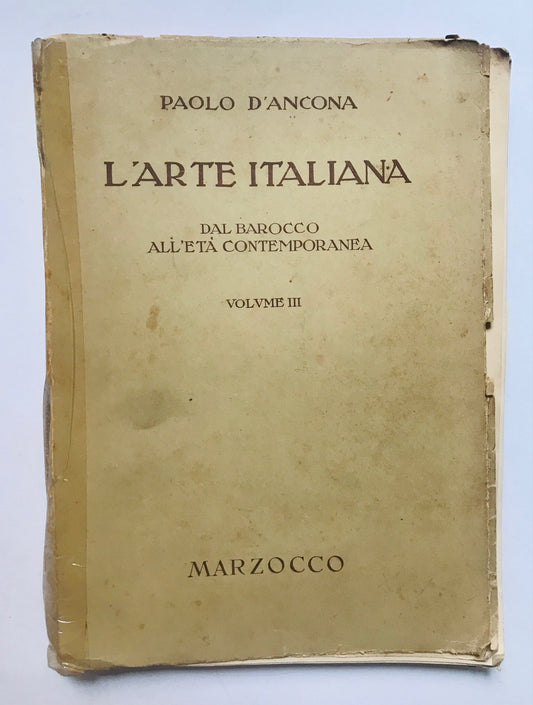 PAOLO D'ANCONA
L'ARTE ITALIANA
DAL BAROCCO
ALL'ETÀ CONTEMPORANEA
VOLVME III
MARZOCCO